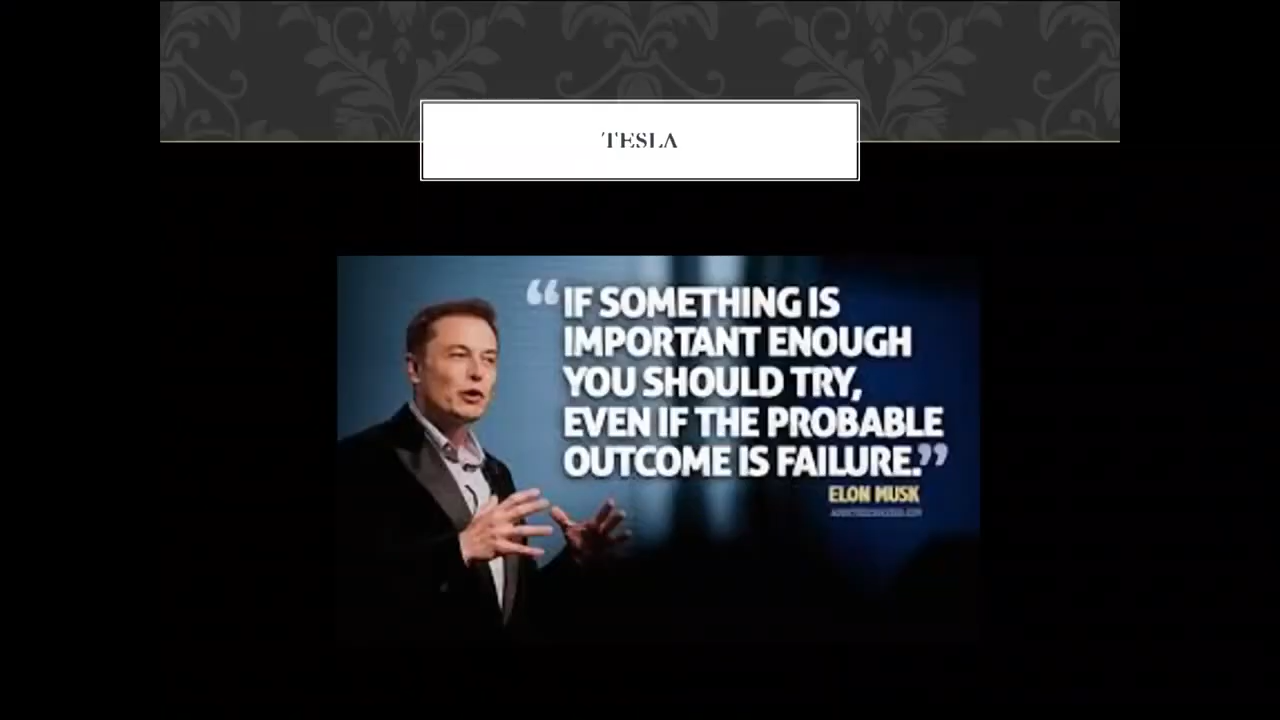 TESLA
“IF SOMETHING IS
IMPORTANT ENOUGH
YOU SHOULD TRY,
EVEN IF THE PROBABLE
OUTCOME IS FAILURE.”
ELON MUSK